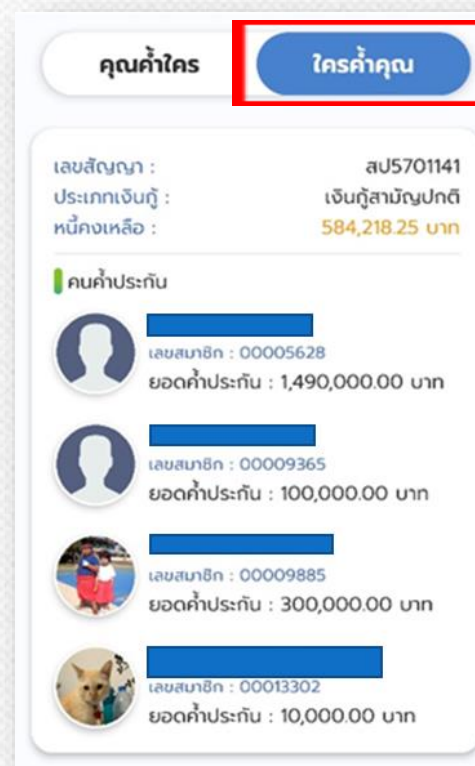 คุณค้ำใคร ใครค้ำคุณ
เลขสัญญา : สป5701141
ประเภทเงินกู้ : เงินกู้สามัญปกติ
หนี้คงเหลือ : 584,218.25 บาท
คนค้ำประกัน
เลขสมาชิก : 00005628
ยอดค้ำประกัน : 1,490,000.00 บาท
เลขสมาชิก : 00009365
ยอดค้ำประกัน : 100,000.00 บาท
เลขสมาชิก : 00009885
ยอดค้ำประกัน : 300,000.00 บาท
เลขสมาชิก : 00013302
ยอดค้ำประกัน : 10,000.00 บาท